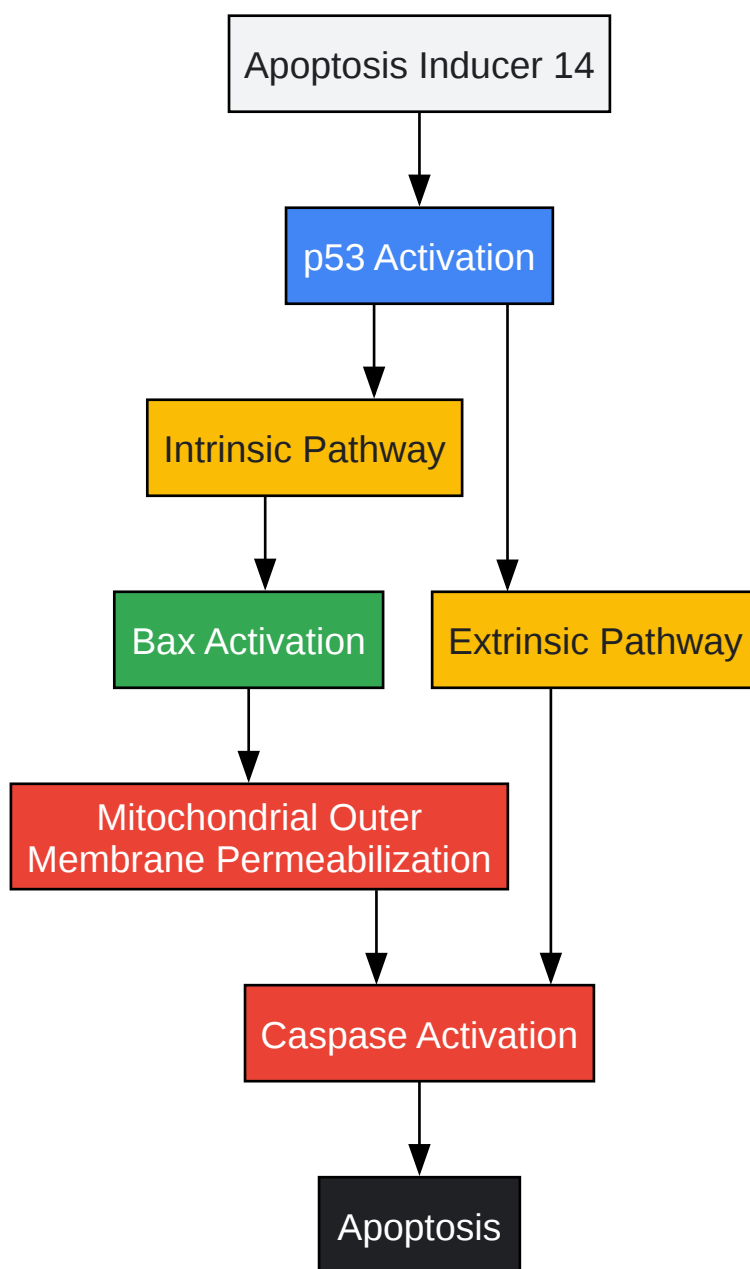 Apoptosis Inducer 14
p53 Activation
Intrinsic Pathway
Bax Activation
Extrinsic Pathway
Mitochondrial Outer
Membrane Permeabilization
Caspase Activation
Apoptosis